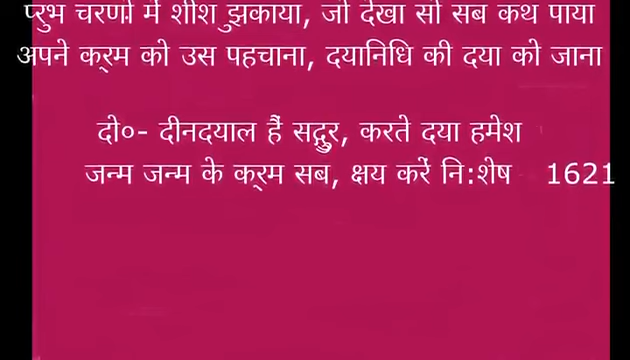 प्रुभ चरणों में शीश ुझकाया, जो देखा सो सब कथ पाया
अपने क्रम को उस पहचाना, दयानिधि की दया को जाना
दो०- दीनदयाल हैं सद्गुरु, करते दया हमेश
जन्म जन्म के क्रम सब, क्षय करें नि:शेष 1621